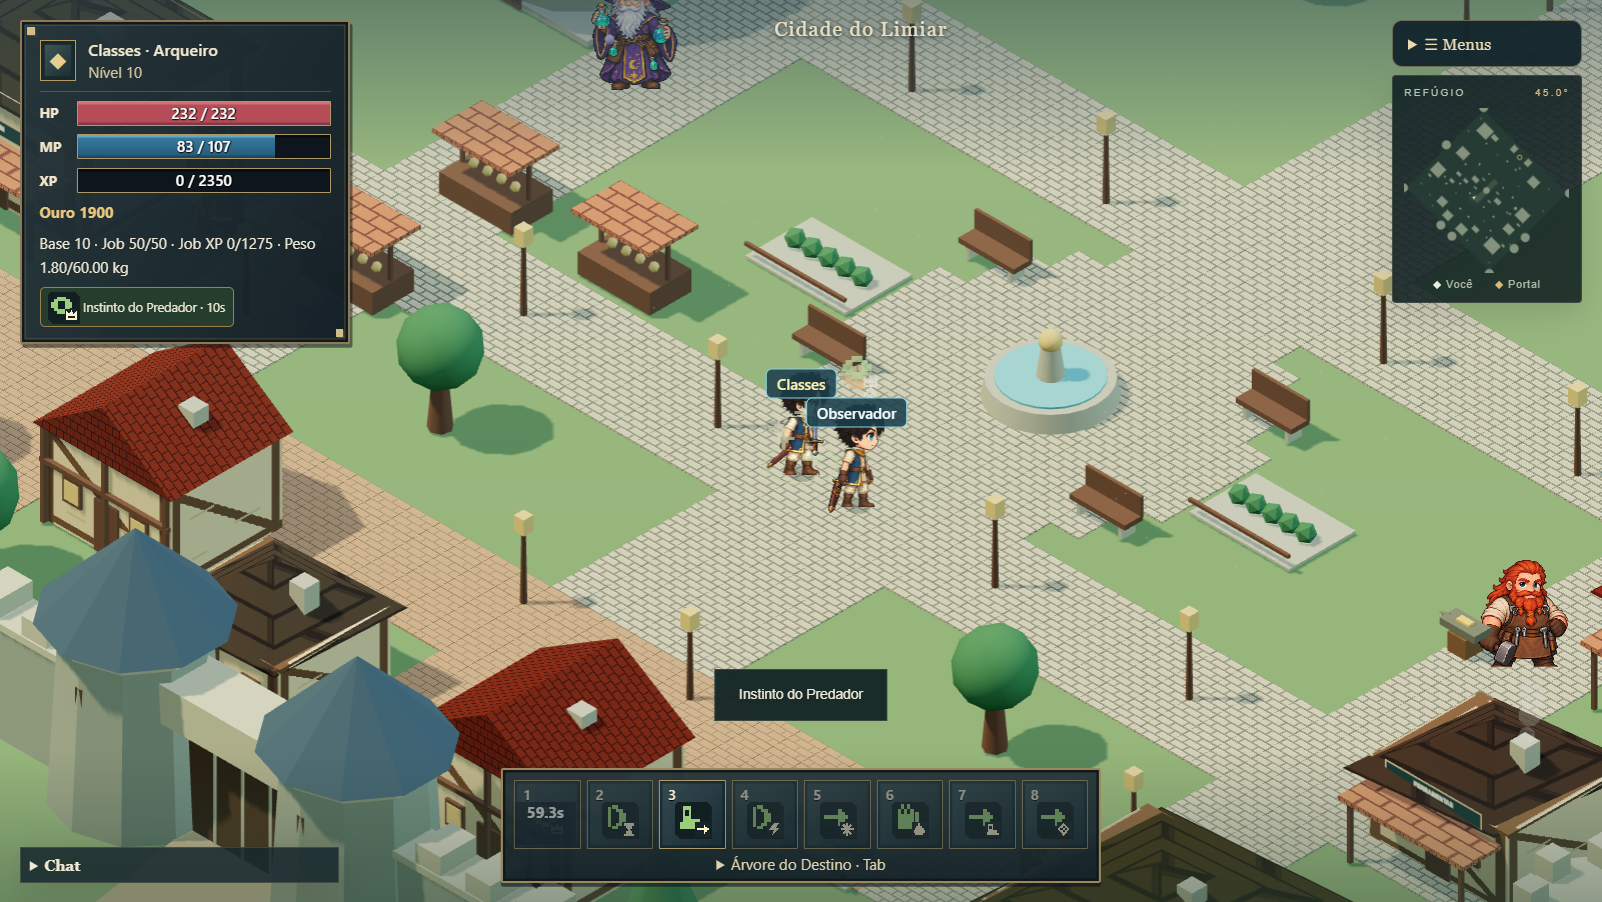 Cidade do Limiar
Classes · Arqueiro
Nível 10
HP
232 / 232
MP
83 / 107
XP
0 / 2350
Ouro 1900
Base 10 · Job 50/50 · Job XP 0/1275 · Peso
1.80/60.00 kg
Instinto do Predador · 10s
▶ ☰ Menus
REFÚGIO
45.0°
Você
Portal
Classes
Observador
Instinto do Predador
1
59.3s
2
3
4
5
6
7
8
▶ Árvore do Destino · Tab
▶ Chat